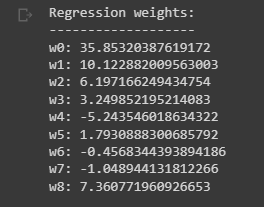 Regression weights:
-------------------
w0: 35.85320387619172
w1: 10.122882009563003
w2: 6.197166249434754
w3: 3.249852195214083
w4: -5.243546018634322
w5: 1.7930888300685792
w6: -0.4568344393894186
w7: -1.048944131812266
w8: 7.360771960926653